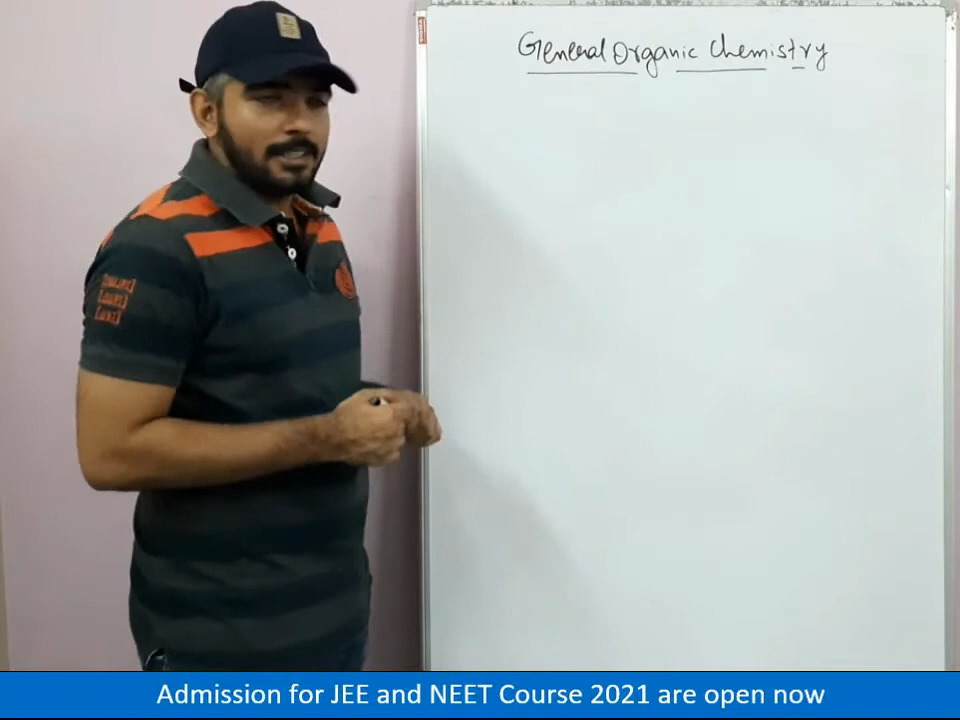 General Organic Chemistry
Admission for JEE and NEET Course 2021 are open now